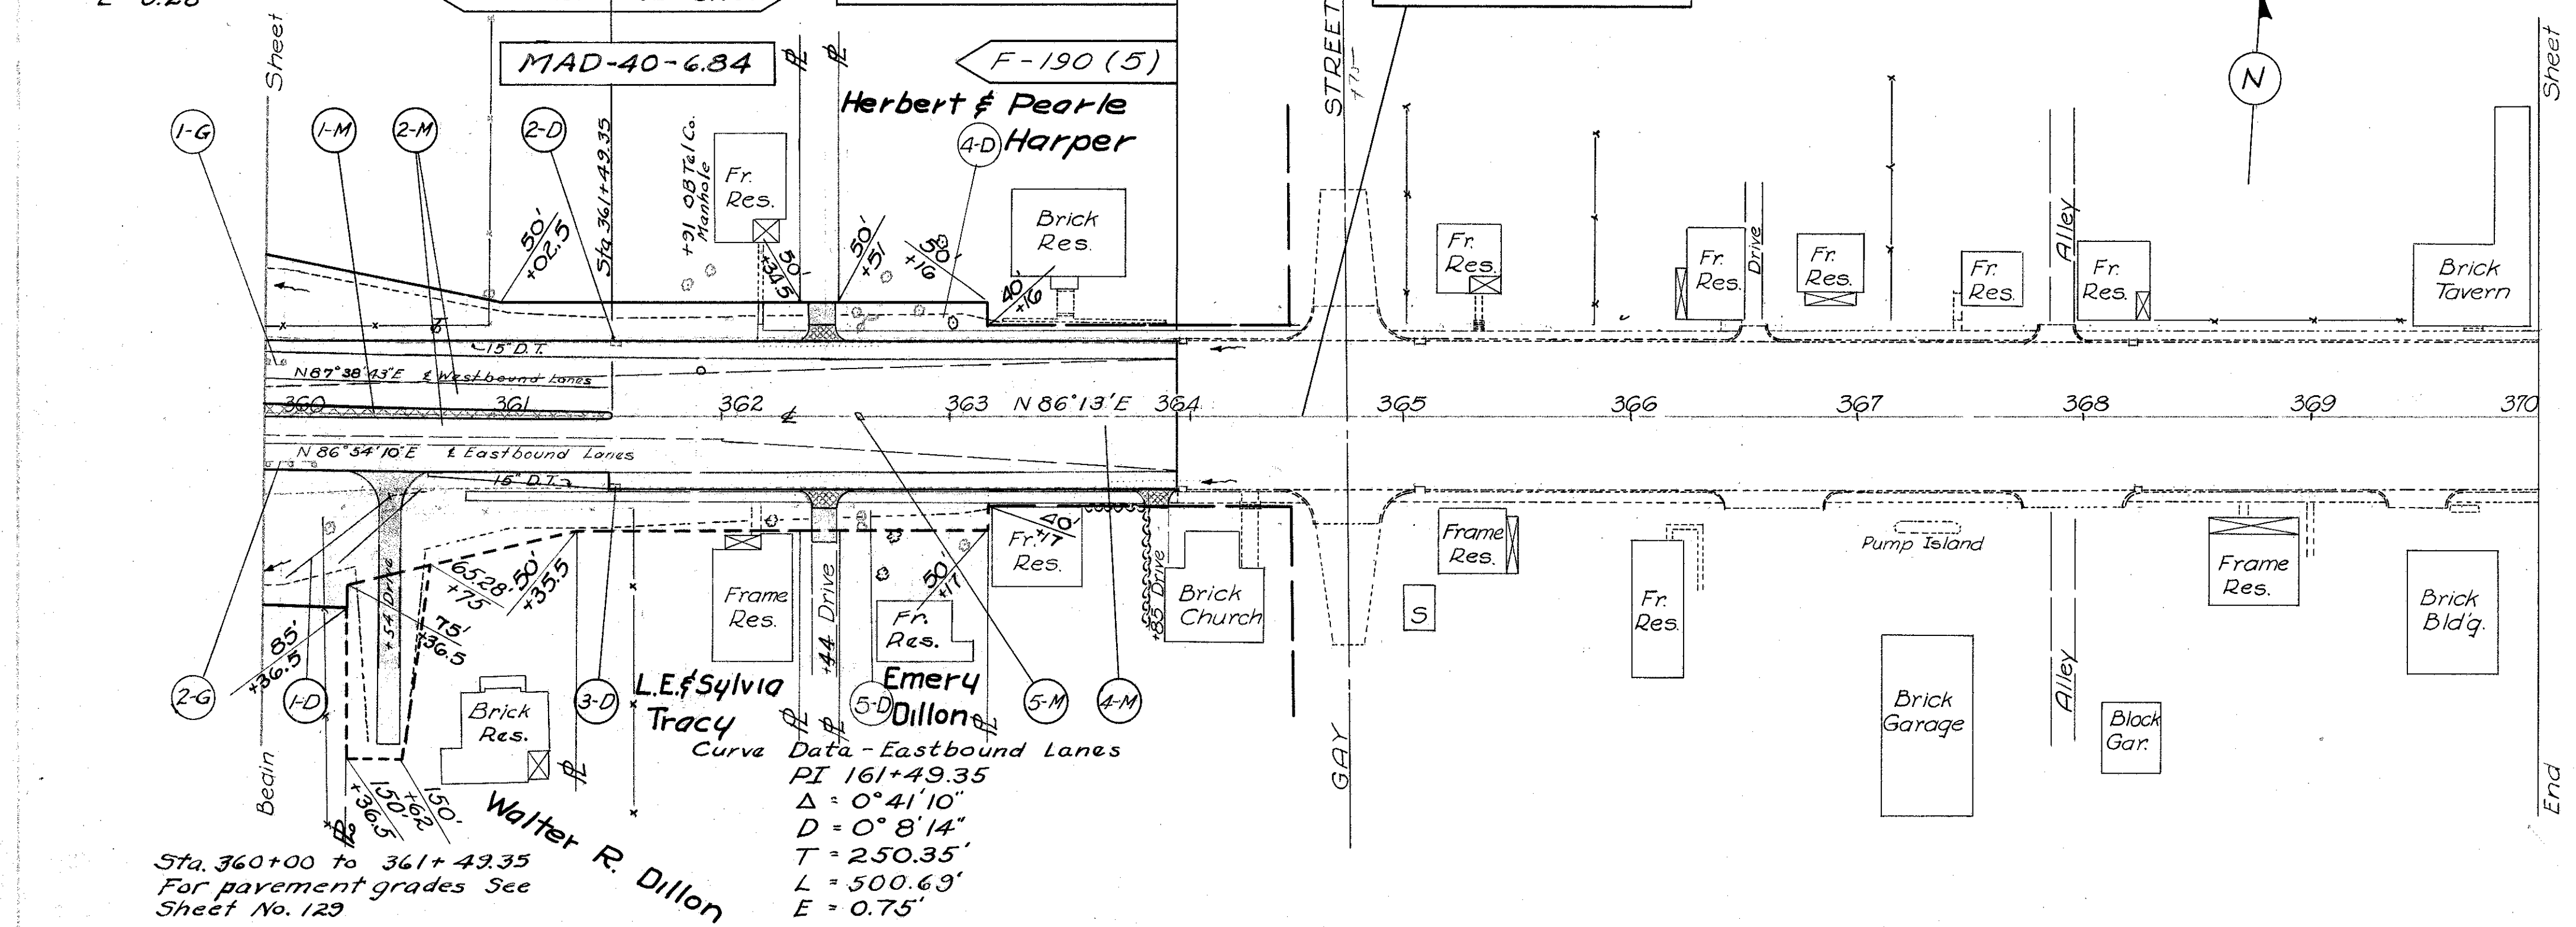 Sheet
MAD-40-6.84
F-190 (5)
Herbert & Pearle
Harper
STREET
+75
N
Sheet
1-G
1-M
2-M
2-D
4-D
Sta 361+49.35
+91 OB Tel Co.
Manhole
Fr.
Res.
Brick
Res.
50'
+02.5
50'
+34.5
50'
+51
50'
+16
40'
+16
Fr.
Res.
Fr.
Res.
Drive
Fr.
Res.
Fr.
Res.
Alley
Fr.
Res.
Brick
Tavern
15" D.T.
N87°38'43"E ℄ Westbound Lanes
360 361 362 ℄ 363 N 86°13'E 364 365 366 367 368 369 370
N 86°54'10"E ℄ Eastbound Lanes
15" D.T.
+54 Drive
65.28'
+75
50'
+35.5
75'
+36.5
85'
+36.5
Frame
Res.
+44 Drive
Fr.
Res.
50'
+17
Fr.
Res.
40'
+17
+85 Drive
Brick
Church
Frame
Res.
S
Fr.
Res.
Pump Island
Brick
Garage
Alley
Block
Gar.
Frame
Res.
Brick
Bld'g.
2-G
1-D
Brick
Res.
3-D
L.E. & Sylvia
Tracy
5-D
Emery
Dillon
5-M
4-M
GAY
Begin
End
150'
+36.5
150'
+62
Walter R. Dillon
Curve Data - Eastbound Lanes
PI 161+49.35
Δ = 0°41'10"
D = 0° 8'14"
T = 250.35'
L = 500.69'
E = 0.75'
Sta. 360+00 to 361+49.35
For pavement grades See
Sheet No. 129